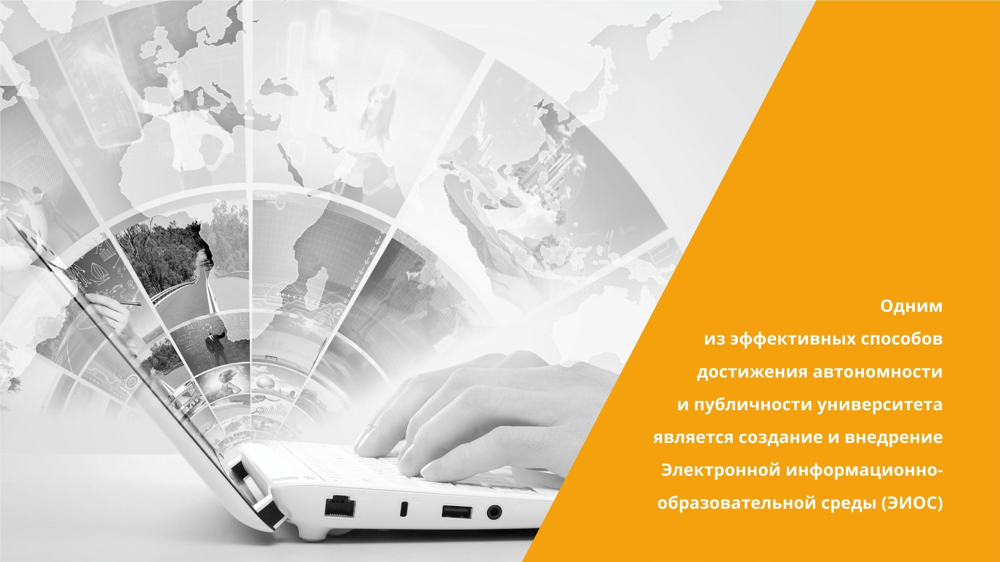 Одним
из эффективных способов
достижения автономности
и публичности университета
является создание и внедрение
Электронной информационно-
образовательной среды (ЭИОС)